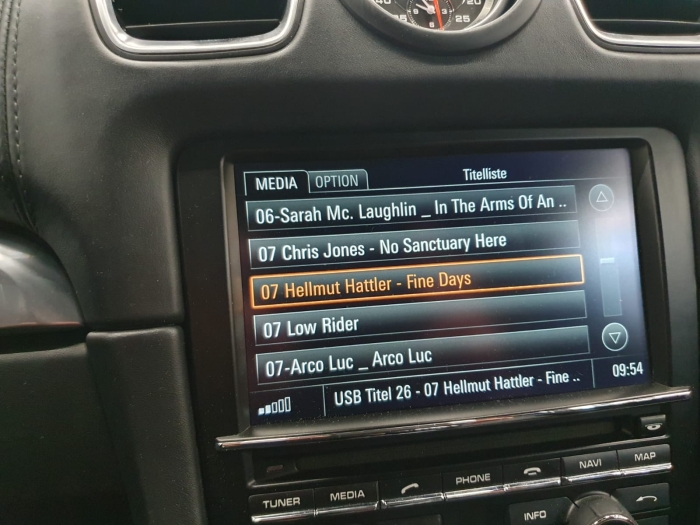 20
25
MEDIA OPTION Titelliste
06-Sarah Mc. Laughlin _ In The Arms Of An ..
07 Chris Jones - No Sanctuary Here
07 Hellmut Hattler - Fine Days
07 Low Rider
07-Arco Luc _ Arco Luc
USB Titel 26 - 07 Hellmut Hattler - Fine .. 09:54
TUNER MEDIA PHONE NAVI MAP
INFO